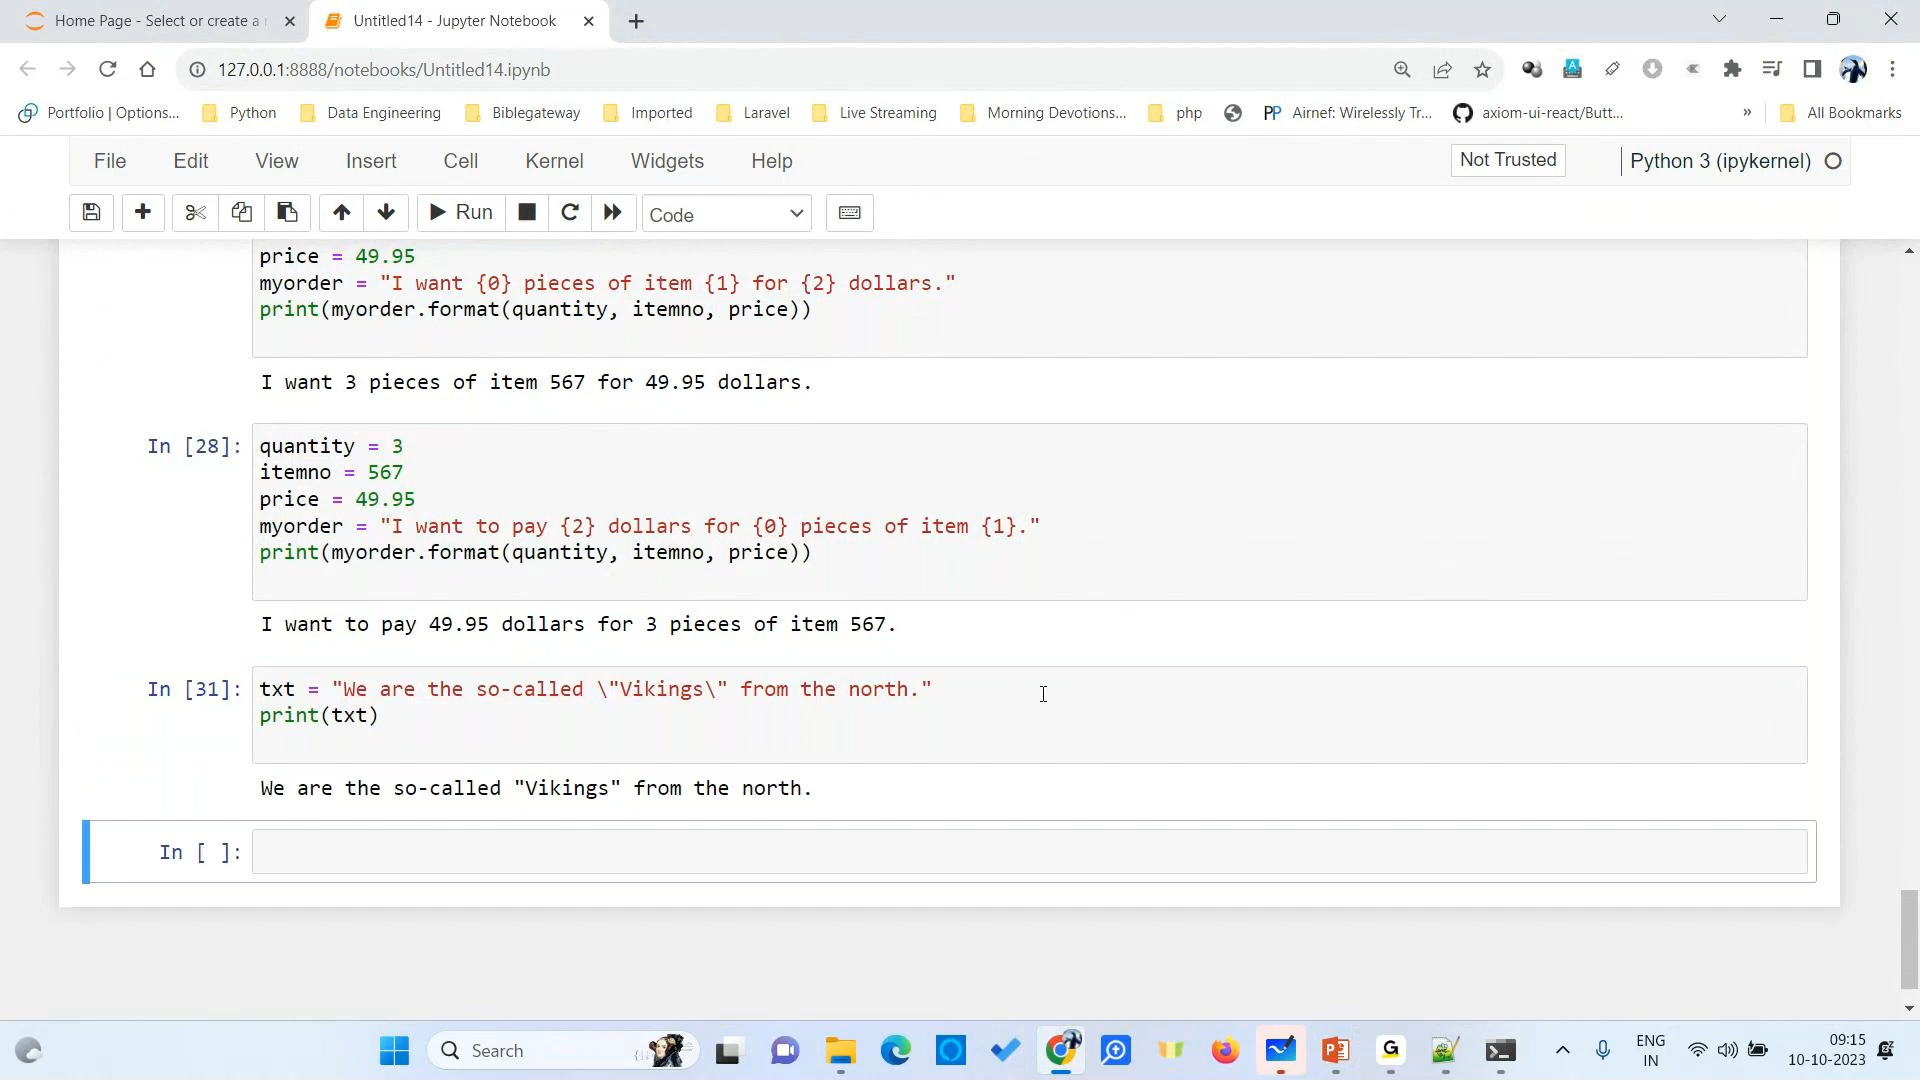 Home Page - Select or create a
Untitled14 - Jupyter Notebook
127.0.0.1:8888/notebooks/Untitled14.ipynb
Portfolio | Options...
Python
Data Engineering
Biblegateway
Imported
Laravel
Live Streaming
Morning Devotions...
php
PP Airnef: Wirelessly Tr...
axiom-ui-react/Butt...
»
All Bookmarks
File Edit View Insert Cell Kernel Widgets Help
Not Trusted
Python 3 (ipykernel)
Run
Code
price = 49.95
myorder = "I want {0} pieces of item {1} for {2} dollars."
print(myorder.format(quantity, itemno, price))
I want 3 pieces of item 567 for 49.95 dollars.
In [28]: quantity = 3
itemno = 567
price = 49.95
myorder = "I want to pay {2} dollars for {0} pieces of item {1}."
print(myorder.format(quantity, itemno, price))
I want to pay 49.95 dollars for 3 pieces of item 567.
In [31]: txt = "We are the so-called \"Vikings\" from the north."
print(txt)
We are the so-called "Vikings" from the north.
In [ ]:
Search
ENG
IN
09:15
10-10-2023